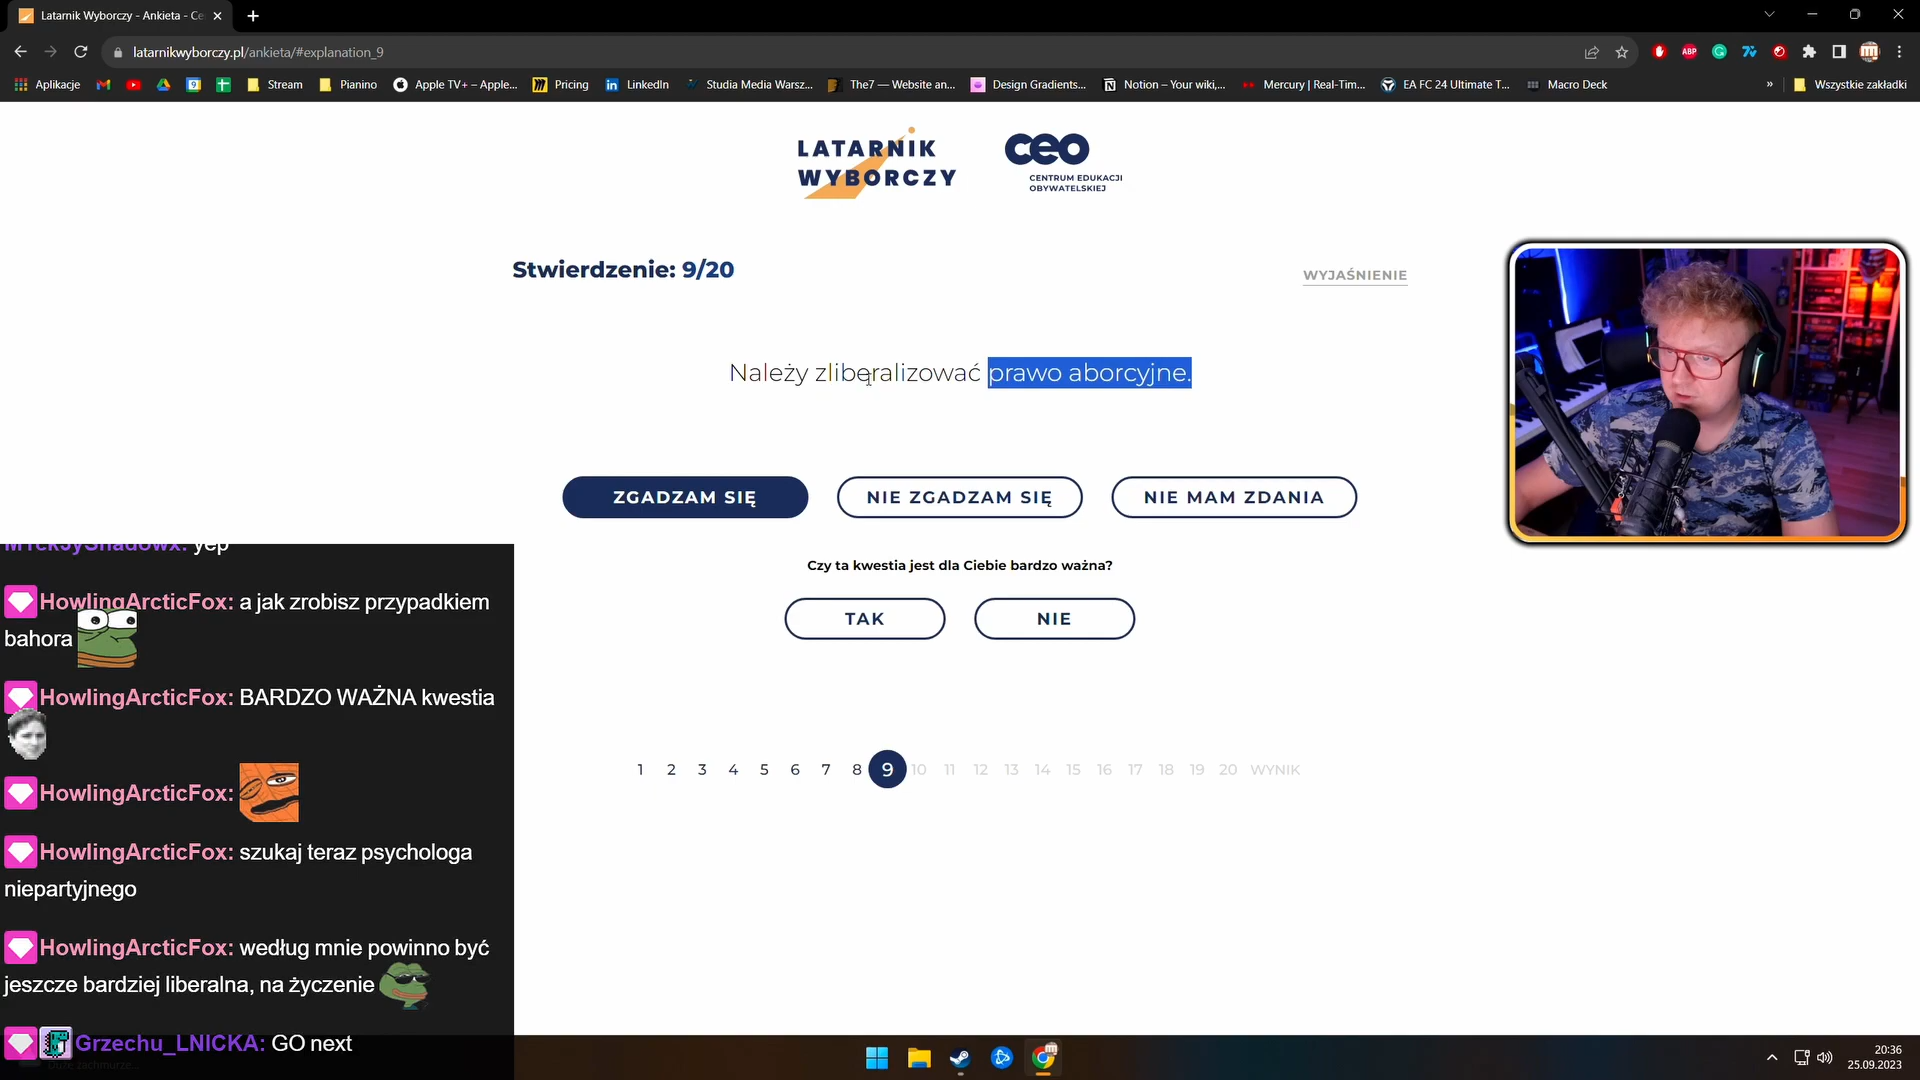 Latarnik Wyborczy - Ankieta - Ce
latarnikwyborczy.pl/ankieta/#explanation_9
Aplikacje
Stream
Pianino
Apple TV+ – Apple...
Pricing
LinkedIn
Studia Media Warsz...
The7 — Website an...
Design Gradients...
Notion – Your wiki,...
Mercury | Real-Tim...
EA FC 24 Ultimate T...
Macro Deck
»
Wszystkie zakładki
LATARNIK
WYBORCZY
ceo
CENTRUM EDUKACJI
OBYWATELSKIEJ
Stwierdzenie: 9/20
WYJAŚNIENIE
Należy zliberalizować prawo aborcyjne.
ZGADZAM SIĘ
NIE ZGADZAM SIĘ
NIE MAM ZDANIA
Czy ta kwestia jest dla Ciebie bardzo ważna?
TAK
NIE
1 2 3 4 5 6 7 8 9 10 11 12 13 14 15 16 17 18 19 20 WYNIK
yep
HowlingArcticFox: a jak zrobisz przypadkiem
bahora
HowlingArcticFox: BARDZO WAŻNA kwestia
HowlingArcticFox:
HowlingArcticFox: szukaj teraz psychologa
niepartyjnego
HowlingArcticFox: według mnie powinno być
jeszcze bardziej liberalna, na życzenie
Grzechu_LNICKA: GO next
20:36
25.09.2023